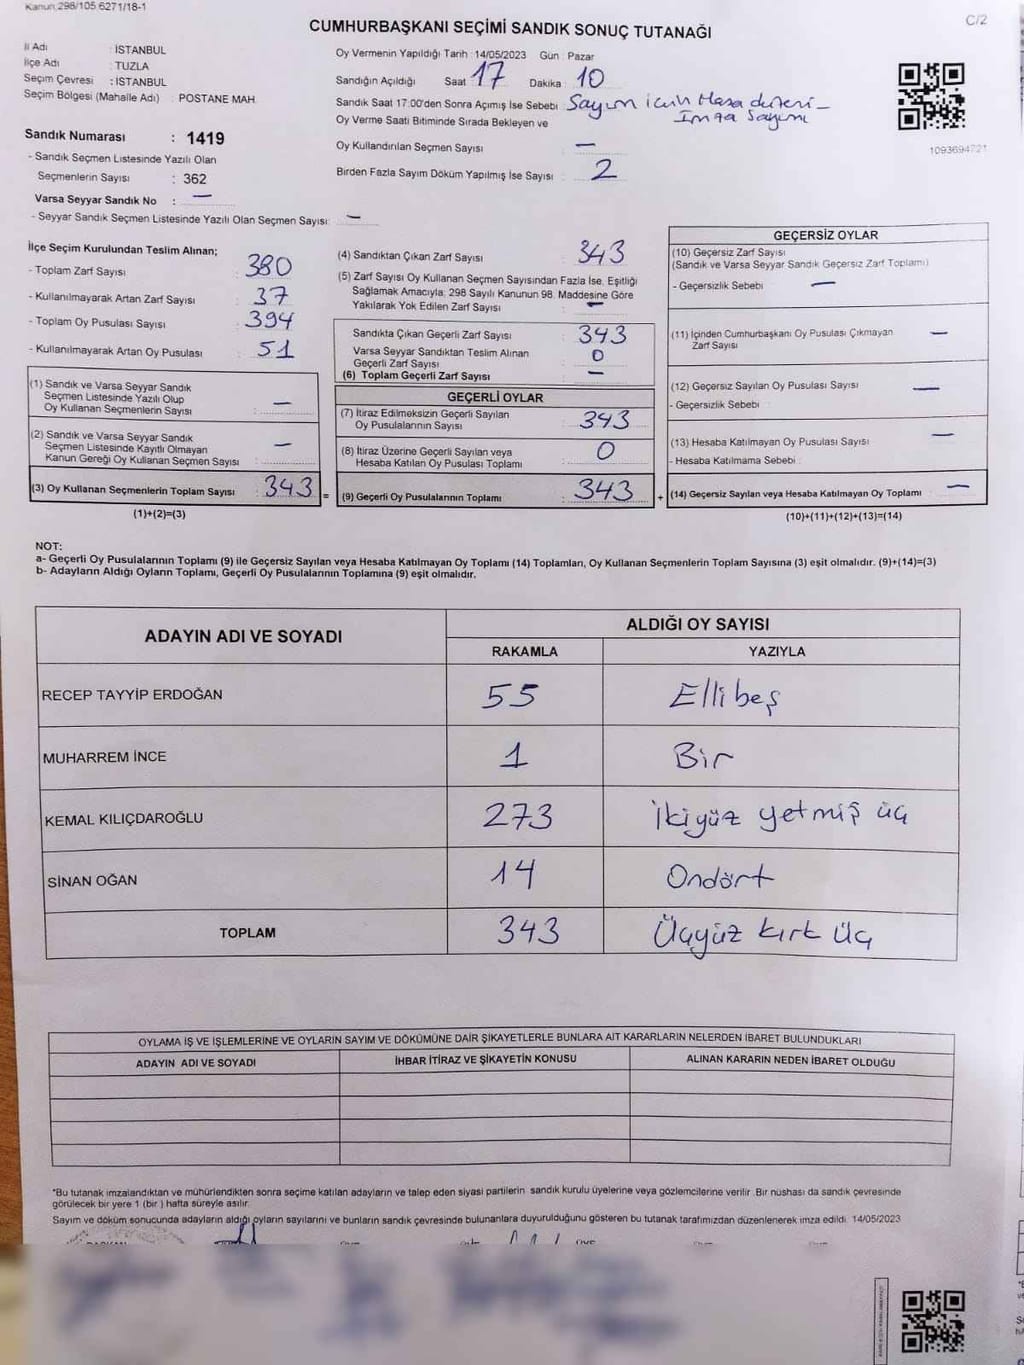 Kanun:298/105 6271/18-1
CUMHURBAŞKANI SEÇİMİ SANDIK SONUÇ TUTANAĞI
C/2
İl Adı : İSTANBUL
İlçe Adı : TUZLA
Seçim Çevresi : İSTANBUL
Seçim Bölgesi (Mahalle Adı) : POSTANE MAH.
Oy Vermenin Yapıldığı Tarih : 14/05/2023 Gün : Pazar
Sandığın Açıldığı Saat 17 Dakika : 10
Sandık Saat 17:00'den Sonra Açımış İse Sebebi : Sayım için Masa düzeni - İmza Sayımı
Oy Verme Saati Bitiminde Sırada Bekleyen ve
Oy Kullandırılan Seçmen Sayısı : —
Birden Fazla Sayım Döküm Yapılmış İse Sayısı : 2
1093694721
Sandık Numarası : 1419
- Sandık Seçmen Listesinde Yazılı Olan
Seçmenlerin Sayısı : 362
Varsa Seyyar Sandık No : —
- Seyyar Sandık Seçmen Listesinde Yazılı Olan Seçmen Sayısı: —
İlçe Seçim Kurulundan Teslim Alınan;
- Toplam Zarf Sayısı : 380
- Kullanılmayarak Artan Zarf Sayısı : 37
- Toplam Oy Pusulası Sayısı : 394
- Kullanılmayarak Artan Oy Pusulası : 51
(1) Sandık ve Varsa Seyyar Sandık
Seçmen Listesinde Yazılı Olup
Oy Kullanan Seçmenlerin Sayısı : —
(2) Sandık ve Varsa Seyyar Sandık
Seçmen Listesinde Kayıtlı Olmayan
Kanun Gereği Oy Kullanan Seçmen Sayısı : —
(3) Oy Kullanan Seçmenlerin Toplam Sayısı : 343 =
(1)+(2)=(3)
(4) Sandıktan Çıkan Zarf Sayısı : 343
(5) Zarf Sayısı Oy Kullanan Seçmen Sayısından Fazla İse, Eşitliği
Sağlamak Amacıyla; 298 Sayılı Kanunun 98. Maddesine Göre
Yakılarak Yok Edilen Zarf Sayısı : —
Sandıkta Çıkan Geçerli Zarf Sayısı : 343
Varsa Seyyar Sandıktan Teslim Alınan
Geçerli Zarf Sayısı : 0
(6) Toplam Geçerli Zarf Sayısı : —
GEÇERLİ OYLAR
(7) İtiraz Edilmeksizin Geçerli Sayılan
Oy Pusulalarının Sayısı : 343
(8) İtiraz Üzerine Geçerli Sayılan veya
Hesaba Katılan Oy Pusulası Toplamı : 0
(9) Geçerli Oy Pusulalarının Toplamı : 343 +
GEÇERSİZ OYLAR
(10) Geçersiz Zarf Sayısı
(Sandık ve Varsa Seyyar Sandık Geçersiz Zarf Toplamı)
- Geçersizlik Sebebi : —
(11) İçinden Cumhurbaşkanı Oy Pusulası Çıkmayan
Zarf Sayısı —
(12) Geçersiz Sayılan Oy Pusulası Sayısı —
- Geçersizlik Sebebi :
(13) Hesaba Katılmayan Oy Pusulası Sayısı —
- Hesaba Katılmama Sebebi :
(14) Geçersiz Sayılan veya Hesaba Katılmayan Oy Toplamı : —
(10)+(11)+(12)+(13)=(14)
NOT:
a- Geçerli Oy Pusulalarının Toplamı (9) ile Geçersiz Sayılan veya Hesaba Katılmayan Oy Toplamı (14) Toplamları, Oy Kullanan Seçmenlerin Toplam Sayısına (3) eşit olmalıdır. (9)+(14)=(3)
b- Adayların Aldığı Oyların Toplamı, Geçerli Oy Pusulalarının Toplamına (9) eşit olmalıdır.
ADAYIN ADI VE SOYADI
ALDIĞI OY SAYISI
RAKAMLA YAZIYLA
RECEP TAYYİP ERDOĞAN 55 Ellibeş
MUHARREM İNCE 1 Bir
KEMAL KILIÇDAROĞLU 273 İkiyüz yetmiş üç
SİNAN OĞAN 14 Ondört
TOPLAM 343 Üçyüz kırk üç
OYLAMA İŞ VE İŞLEMLERİNE VE OYLARIN SAYIM VE DÖKÜMÜNE DAİR ŞİKAYETLERLE BUNLARA AİT KARARLARIN NELERDEN İBARET BULUNDUKLARI
ADAYIN ADI VE SOYADI İHBAR İTİRAZ VE ŞİKAYETİN KONUSU ALINAN KARARIN NEDEN İBARET OLDUĞU
*Bu tutanak imzalandıktan ve mühürlendikten sonra seçime katılan adayların ve talep eden siyasi partilerin sandık kurulu üyelerine veya gözlemcilerine verilir. Bir nüshası da sandık çevresinde
görülecek bir yere 1 (bir ) hafta süreyle asılır.
Sayım ve döküm sonucunda adayların aldığı oyların sayılarını ve bunların sandık çevresinde bulunanlara duyurulduğunu gösteren bu tutanak tarafımızdan düzenlenerek imza edildi. 14/05/2023